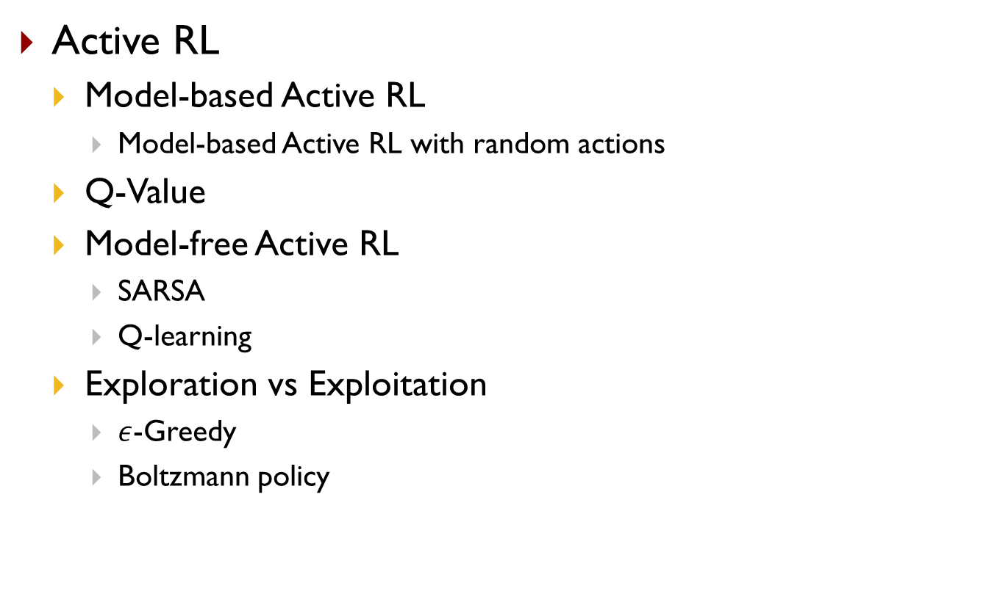 Active RL
Model-based Active RL
Model-based Active RL with random actions
Q-Value
Model-free Active RL
SARSA
Q-learning
Exploration vs Exploitation
ϵ-Greedy
Boltzmann policy